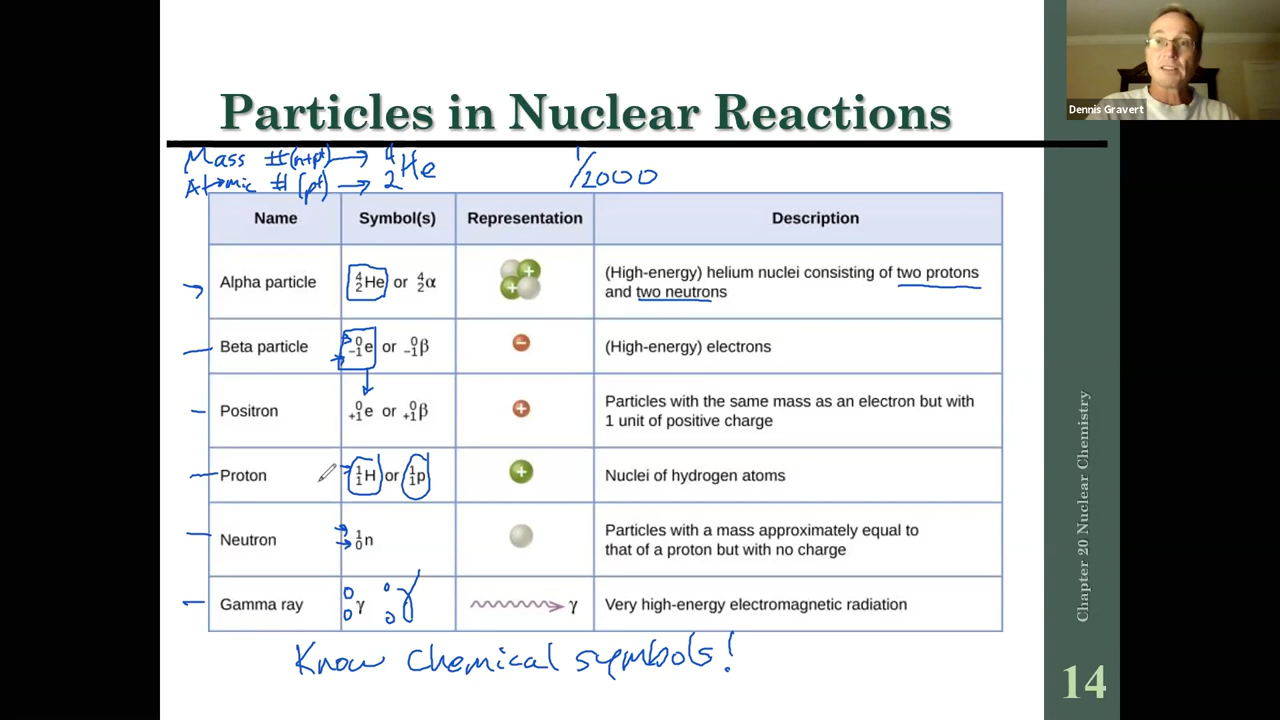 Dennis Gravert
Particles in Nuclear Reactions
Mass # (n+p⁺) → ⁴₂He
Atomic # (p⁺) →
1/2000
Name Symbol(s) Representation Description
Alpha particle ⁴₂He or ⁴₂α + + (High-energy) helium nuclei consisting of two protons
and two neutrons
Beta particle ⁰₋₁e or ⁰₋₁β − (High-energy) electrons
Positron ⁰₊₁e or ⁰₊₁β + Particles with the same mass as an electron but with
1 unit of positive charge
Proton ¹₁H or ¹₁p + Nuclei of hydrogen atoms
Neutron ¹₀n Particles with a mass approximately equal to
that of a proton but with no charge
Gamma ray ⁰₀γ ⁰₀γ γ Very high-energy electromagnetic radiation
Know chemical symbols!
Chapter 20 Nuclear Chemistry
14